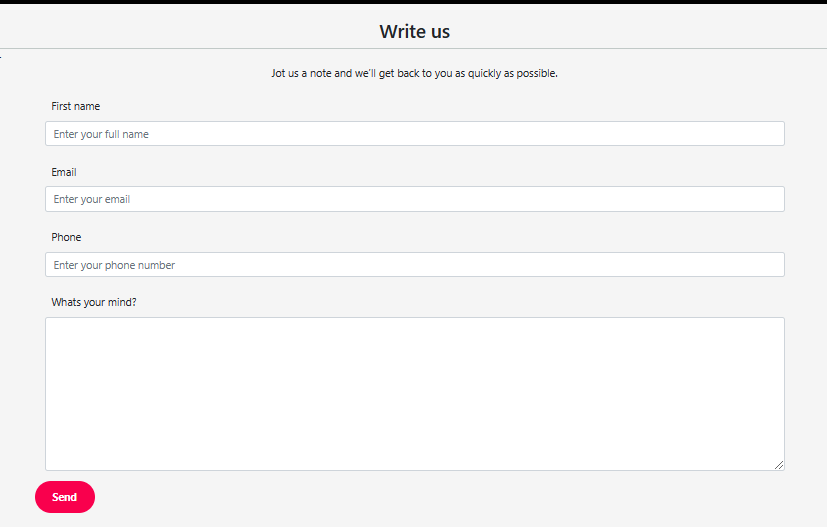 Write us
Jot us a note and we'll get back to you as quickly as possible.
First name
Enter your full name
Email
Enter your email
Phone
Enter your phone number
Whats your mind?
Send